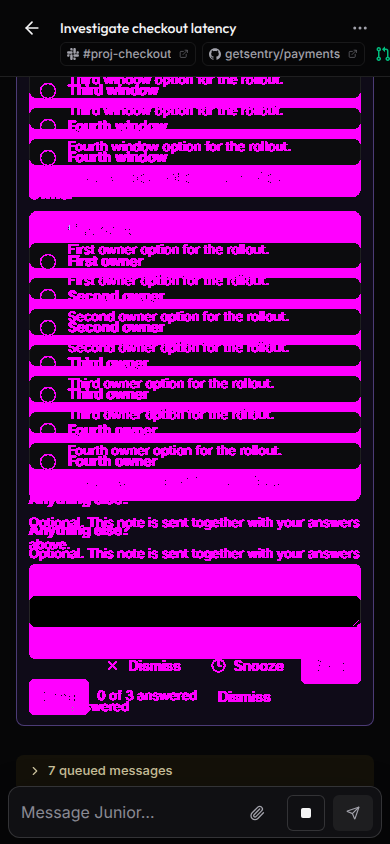 Investigate checkout latency
#proj-checkout getsentry/payments
Third window option for the rollout.
Third window
Third window option for the rollout.
Fourth window
Fourth window option for the rollout.
Fourth window
First owner option for the rollout.
First owner
First owner option for the rollout.
Second owner
Second owner option for the rollout.
Second owner
Second owner option for the rollout.
Third owner
Third owner option for the rollout.
Third owner
Third owner option for the rollout.
Fourth owner
Fourth owner option for the rollout.
Fourth owner
Anything else?
Optional. This note is sent together with your answers
Anything else?
above.
Optional. This note is sent together with your answers
Dismiss Snooze
0 of 3 answered Dismiss
7 queued messages
Message Junior...